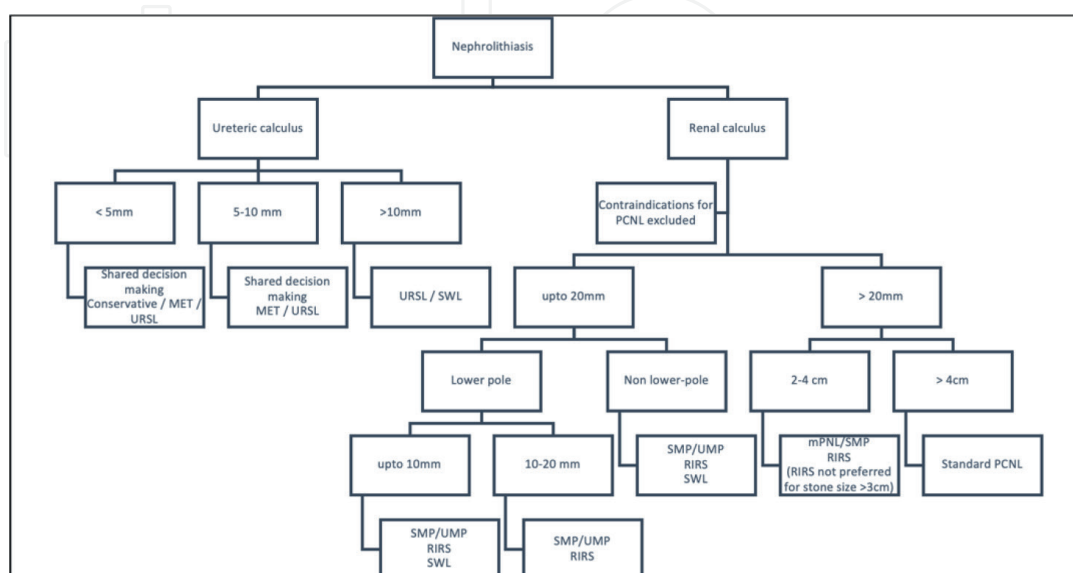 Nephrolithiasis
Ureteric calculus
Renal calculus
< 5mm
5-10 mm
>10mm
Contraindications for
PCNL excluded
Shared decision
making
Conservative / MET /
URSL
Shared decision
making
MET / URSL
URSL / SWL
upto 20mm
> 20mm
Lower pole
Non lower-pole
2-4 cm
> 4cm
upto 10mm
10-20 mm
SMP/UMP
RIRS
SWL
mPNL/SMP
RIRS
(RIRS not preferred
for stone size >3cm)
Standard PCNL
SMP/UMP
RIRS
SWL
SMP/UMP
RIRS